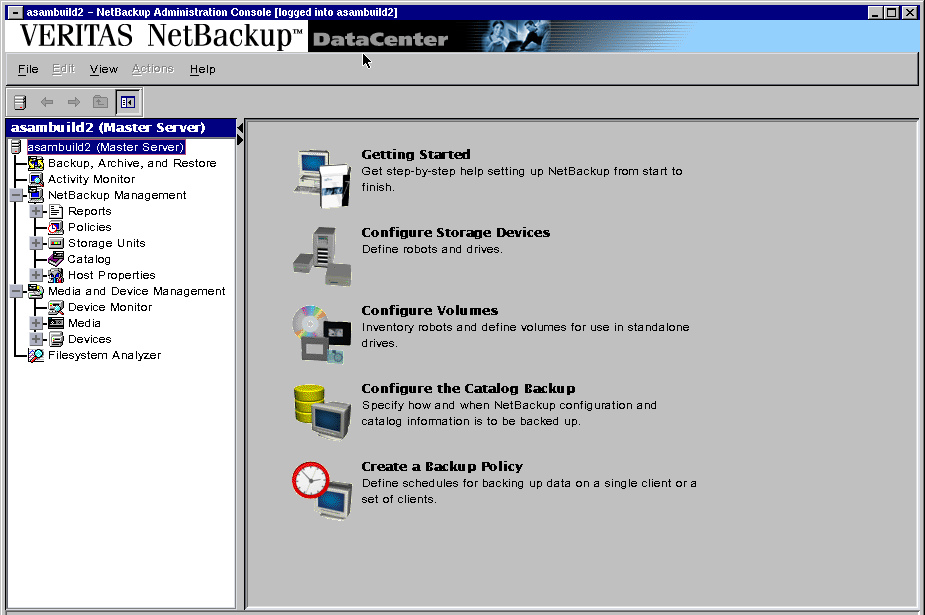 asambuild2 – NetBackup Administration Console [logged into asambuild2]
VERITAS NetBackup™ DataCenter
File Edit View Actions Help
asambuild2 (Master Server)
asambuild2 (Master Server)
Backup, Archive, and Restore
Activity Monitor
NetBackup Management
Reports
Policies
Storage Units
Catalog
Host Properties
Media and Device Management
Device Monitor
Media
Devices
Filesystem Analyzer
Getting Started
Get step-by-step help setting up NetBackup from start to
finish.
Configure Storage Devices
Define robots and drives.
Configure Volumes
Inventory robots and define volumes for use in standalone
drives.
Configure the Catalog Backup
Specify how and when NetBackup configuration and
catalog information is to be backed up.
Create a Backup Policy
Define schedules for backing up data on a single client or a
set of clients.